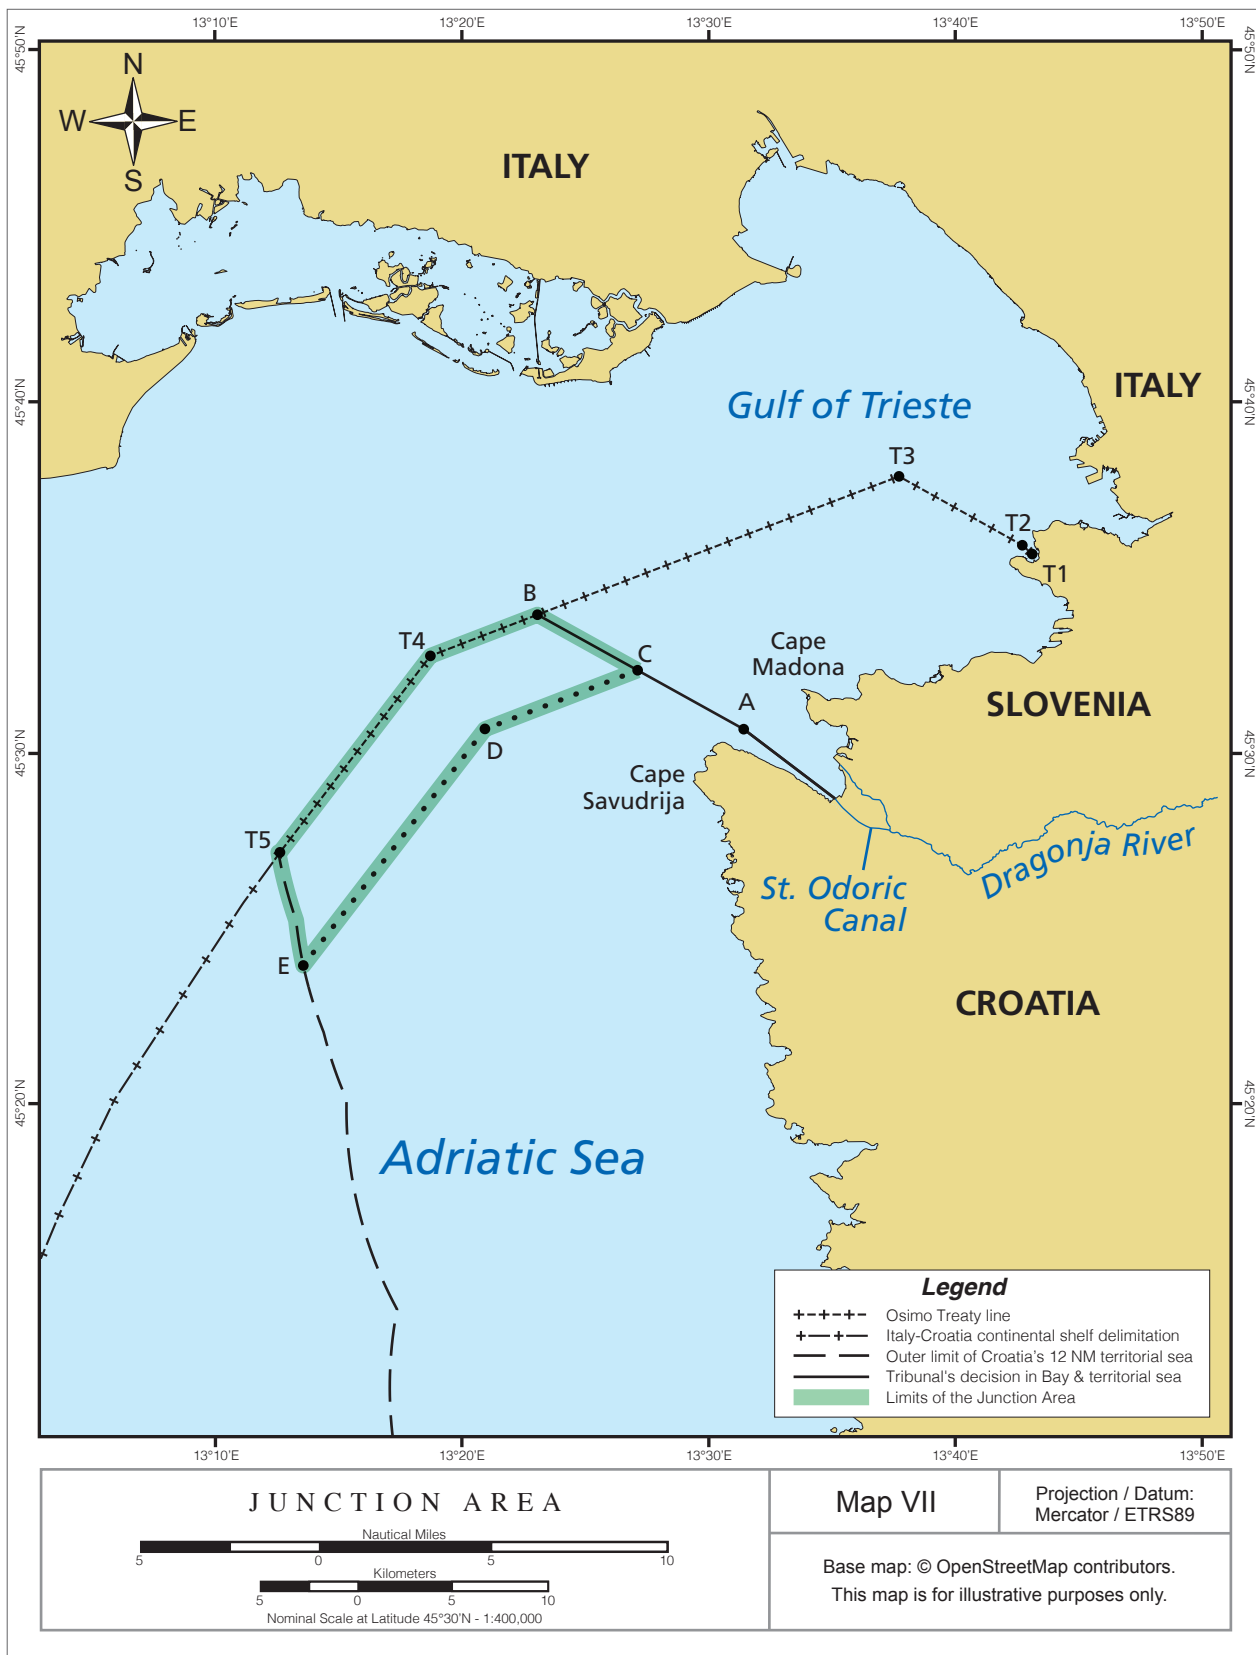 13°10'E
13°20'E
13°30'E
13°40'E
13°50'E
45°50'N
45°50'N
N
W
E
S
ITALY
ITALY
45°40'N
45°40'N
Gulf of Trieste
T3
T2
T1
B
T4
C
Cape
Madona
A
SLOVENIA
D
45°30'N
45°30'N
Cape
Savudrija
T5
Dragonja River
St. Odoric
Canal
E
CROATIA
45°20'N
45°20'N
Adriatic Sea
Legend
Osimo Treaty line
Italy-Croatia continental shelf delimitation
Outer limit of Croatia's 12 NM territorial sea
Tribunal's decision in Bay & territorial sea
Limits of the Junction Area
13°10'E
13°20'E
13°30'E
13°40'E
13°50'E
JUNCTION AREA
Nautical Miles
5 0 5 10
Kilometers
5 0 5 10
Nominal Scale at Latitude 45°30'N - 1:400,000
Map VII
Projection / Datum:
Mercator / ETRS89
Base map: © OpenStreetMap contributors.
This map is for illustrative purposes only.